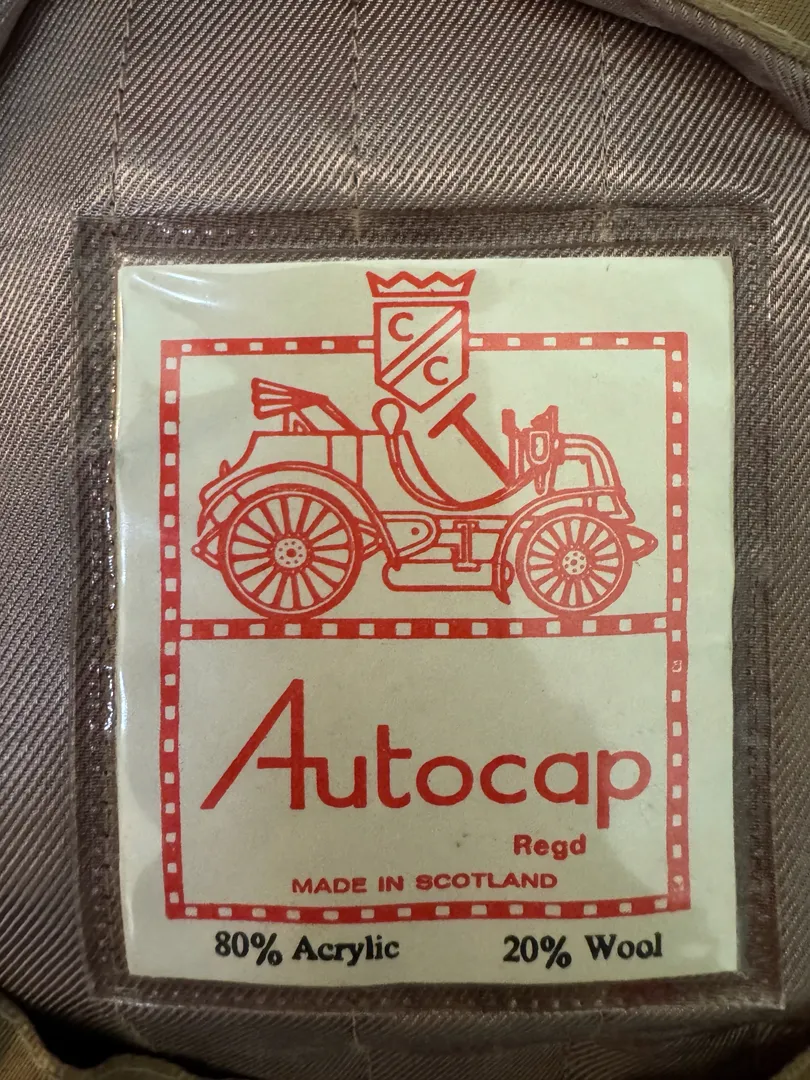 C
C
Autocap
Regd
MADE IN SCOTLAND
80% Acrylic 20% Wool